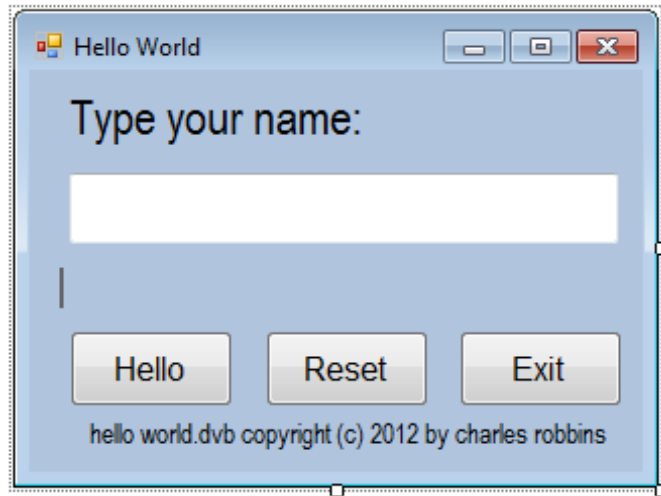 Hello World
Type your name:
Hello Reset Exit
hello world.dvb copyright (c) 2012 by charles robbins